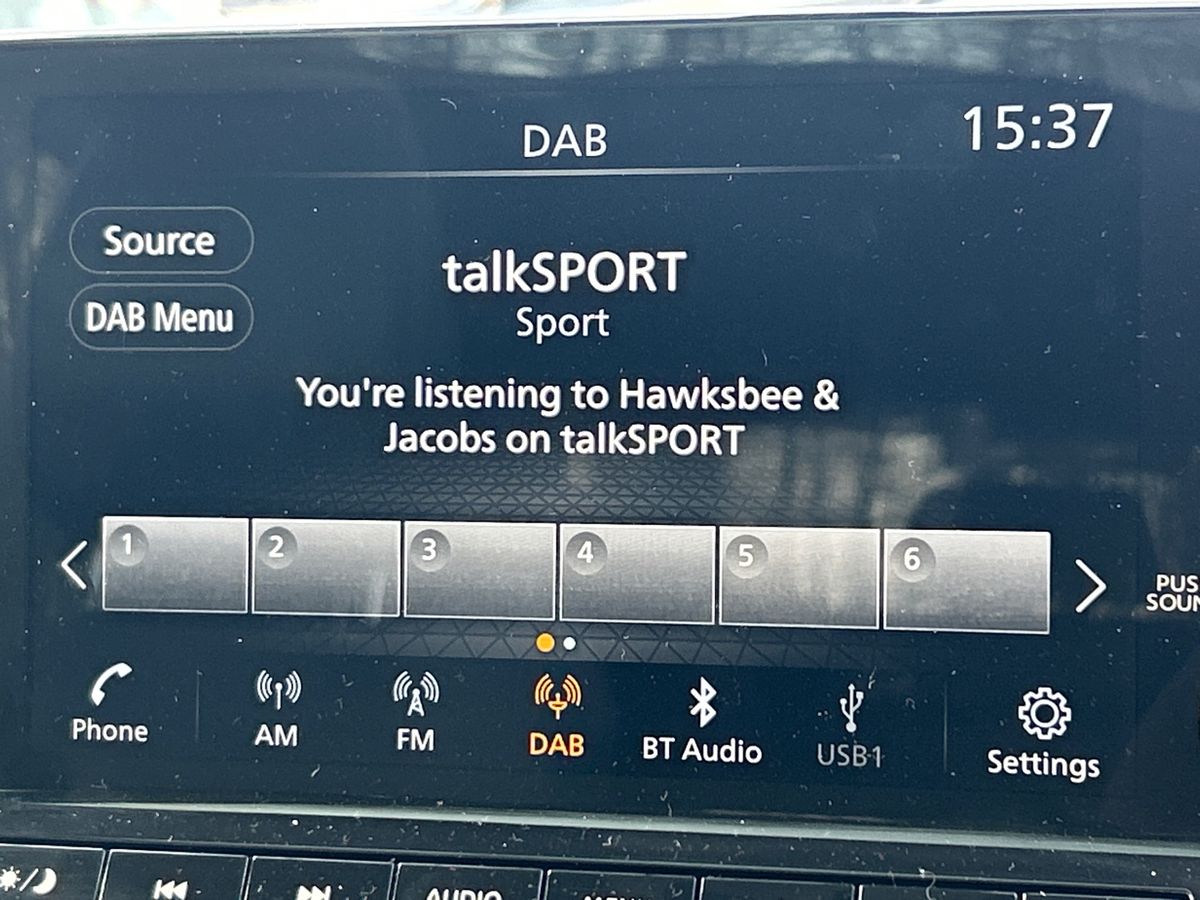 DAB
15:37
Source
talkSPORT
Sport
DAB Menu
You're listening to Hawksbee &
Jacobs on talkSPORT
1 2 3 4 5 6
Phone
AM
FM
DAB
BT Audio
USB1
Settings
AUDIO